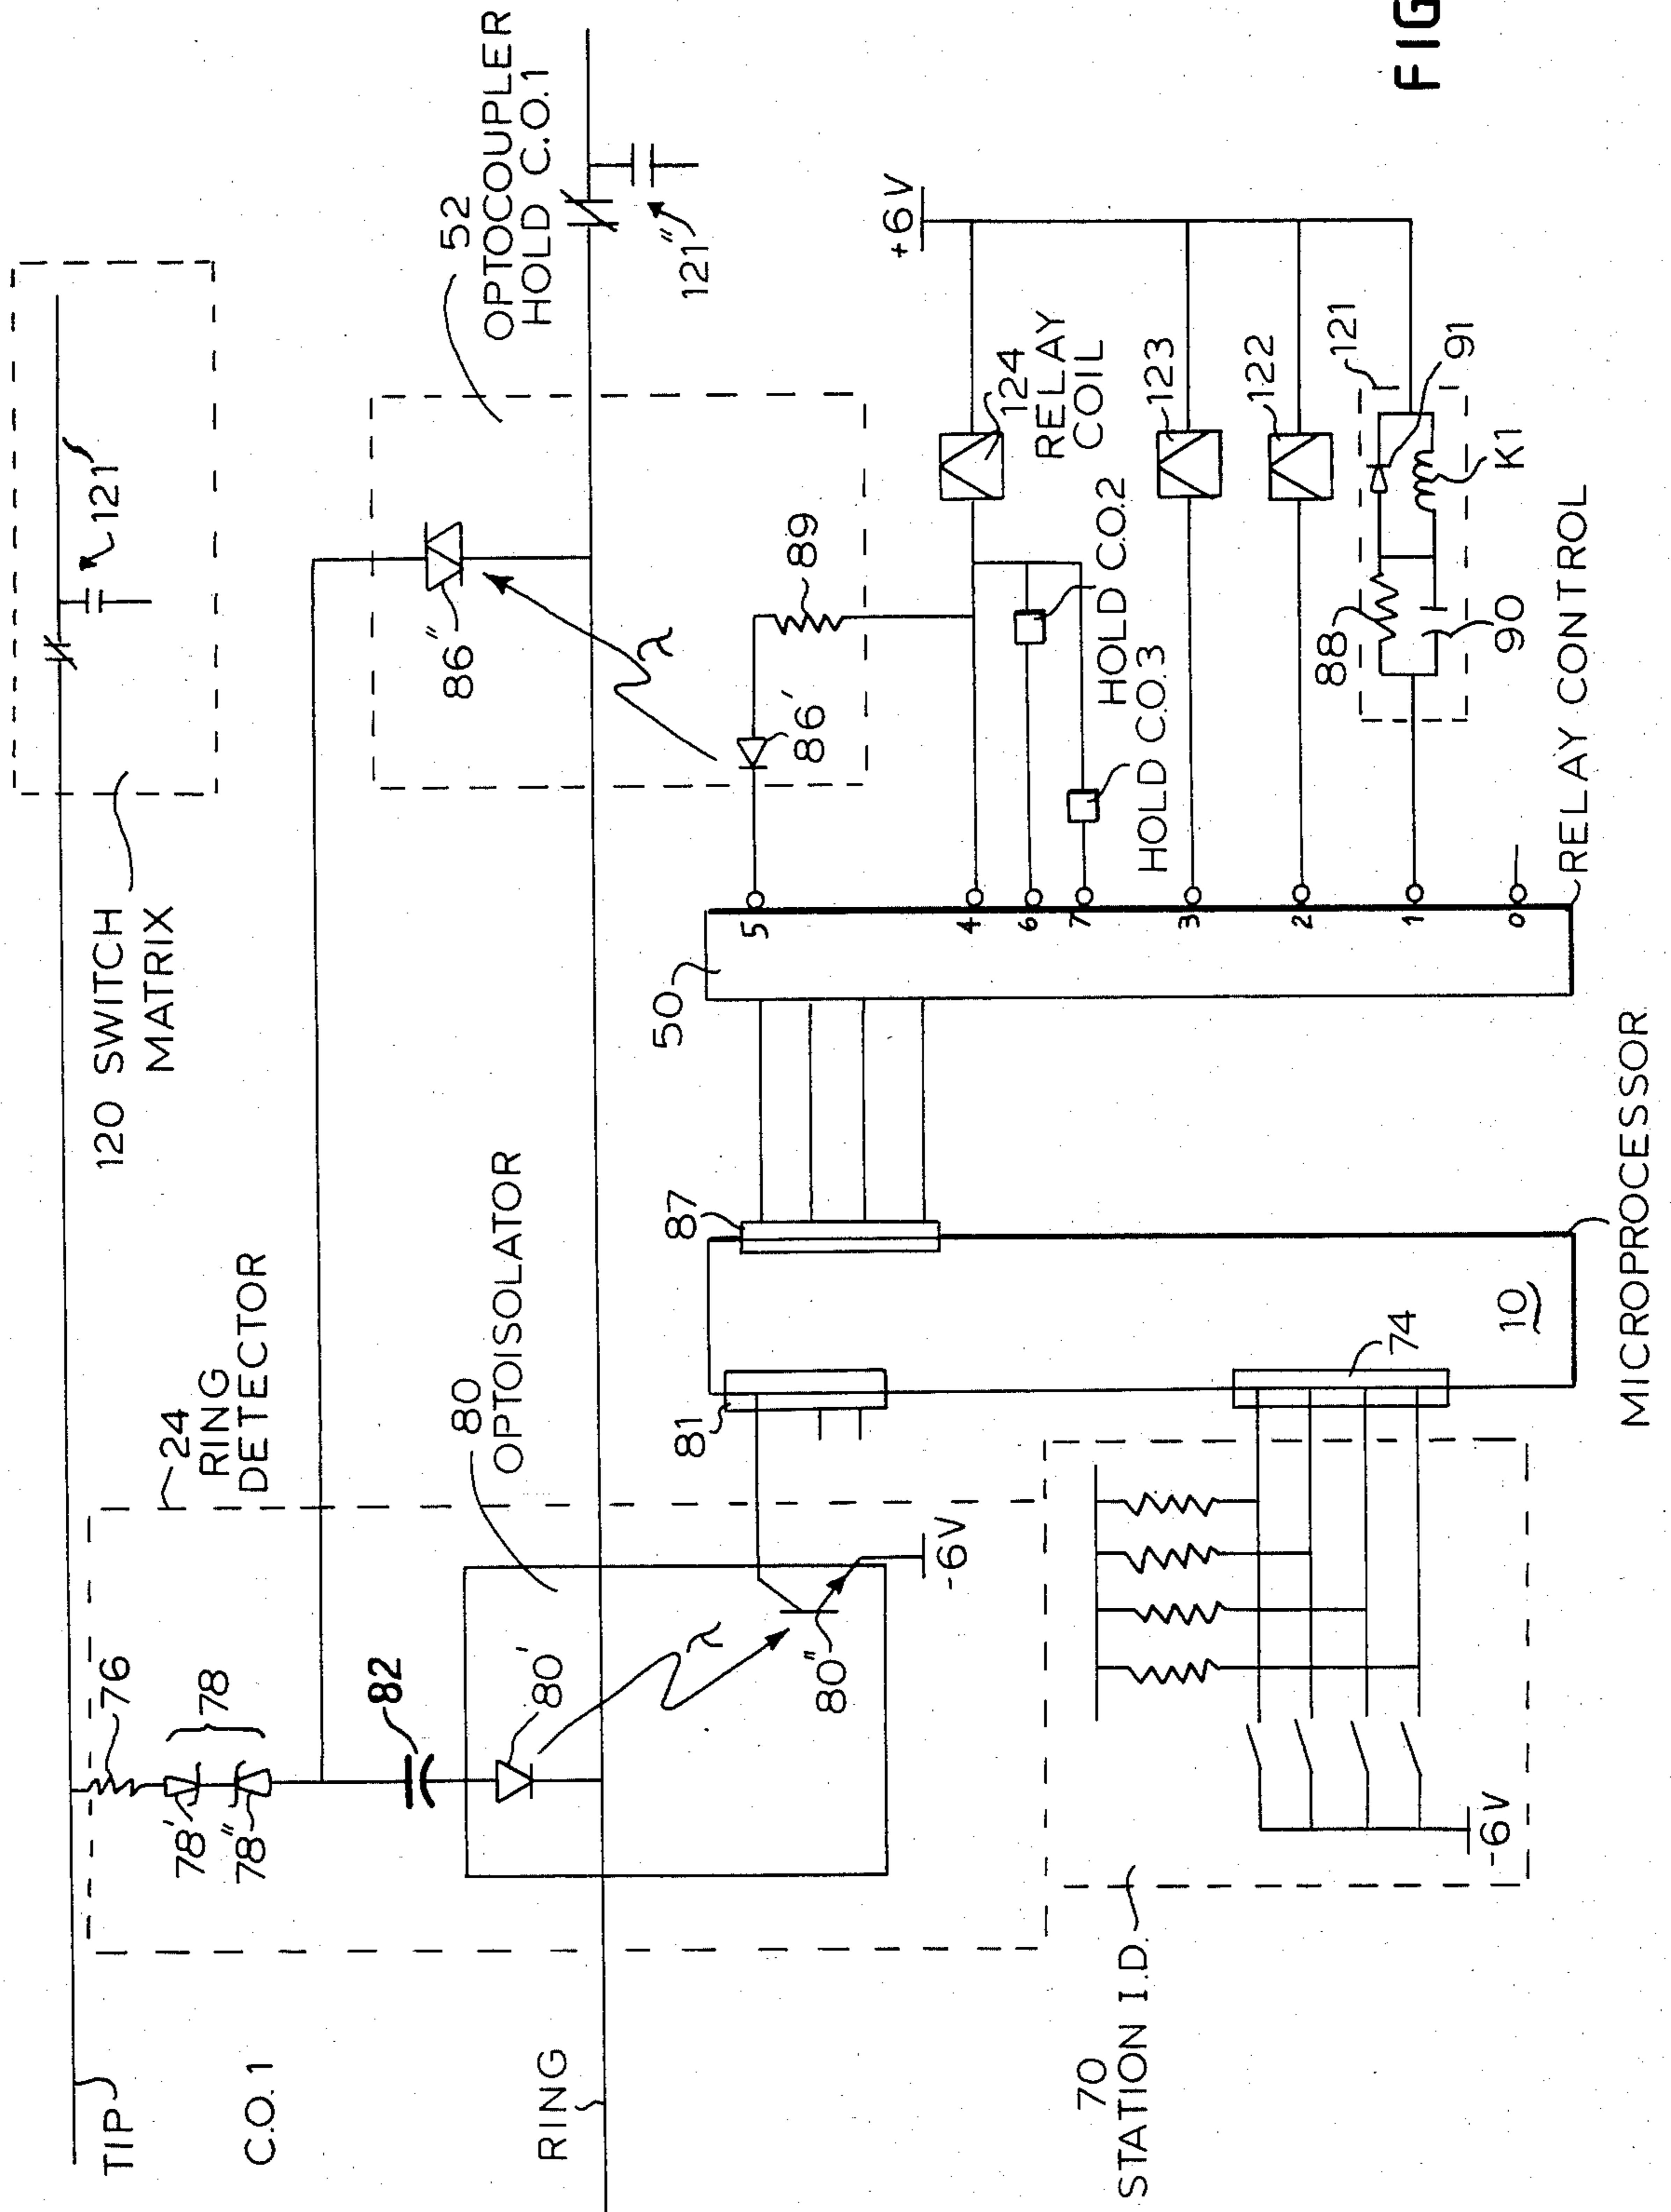 TIP
C.O.1
RING
76
78'
78"
78
82
24
RING
DETECTOR
80
OPTOISOLATOR
80'
λ
80"
-6V
120 SWITCH
MATRIX
121'
52
OPTOCOUPLER
HOLD C.O.1
121"
86"
λ
86'
89
70
STATION I.D.
-6V
81
74
10
MICROPROCESSOR
87
50
5
4
6
7
3
2
1
0
RELAY CONTROL
HOLD C.O.2
HOLD C.O.3
+6V
124
RELAY
COIL
123
122
121
91
88
90
K1
FIG